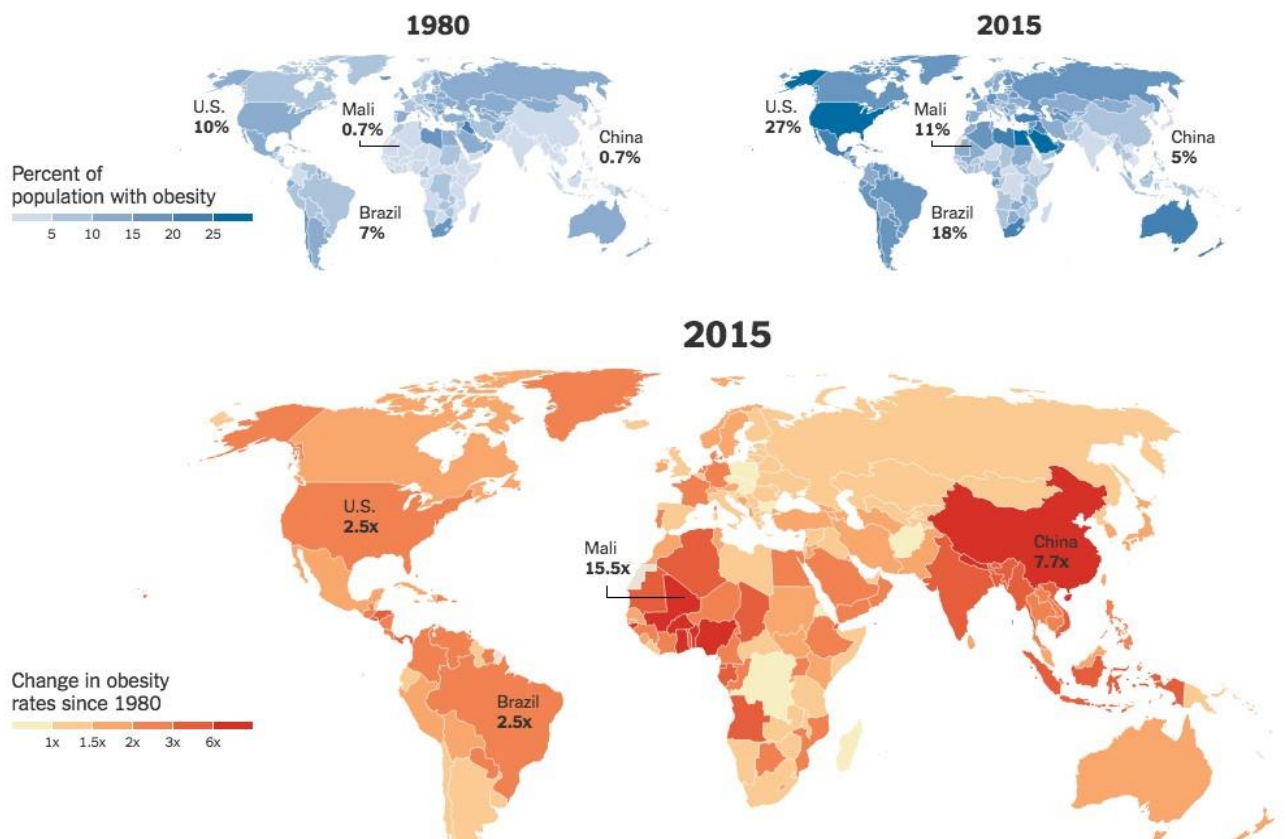 1980
2015
U.S.
10%
Mali
0.7%
China
0.7%
Brazil
7%
Percent of
population with obesity
5 10 15 20 25
U.S.
27%
Mali
11%
China
5%
Brazil
18%
2015
U.S.
2.5x
Mali
15.5x
China
7.7x
Brazil
2.5x
Change in obesity
rates since 1980
1x 1.5x 2x 3x 6x